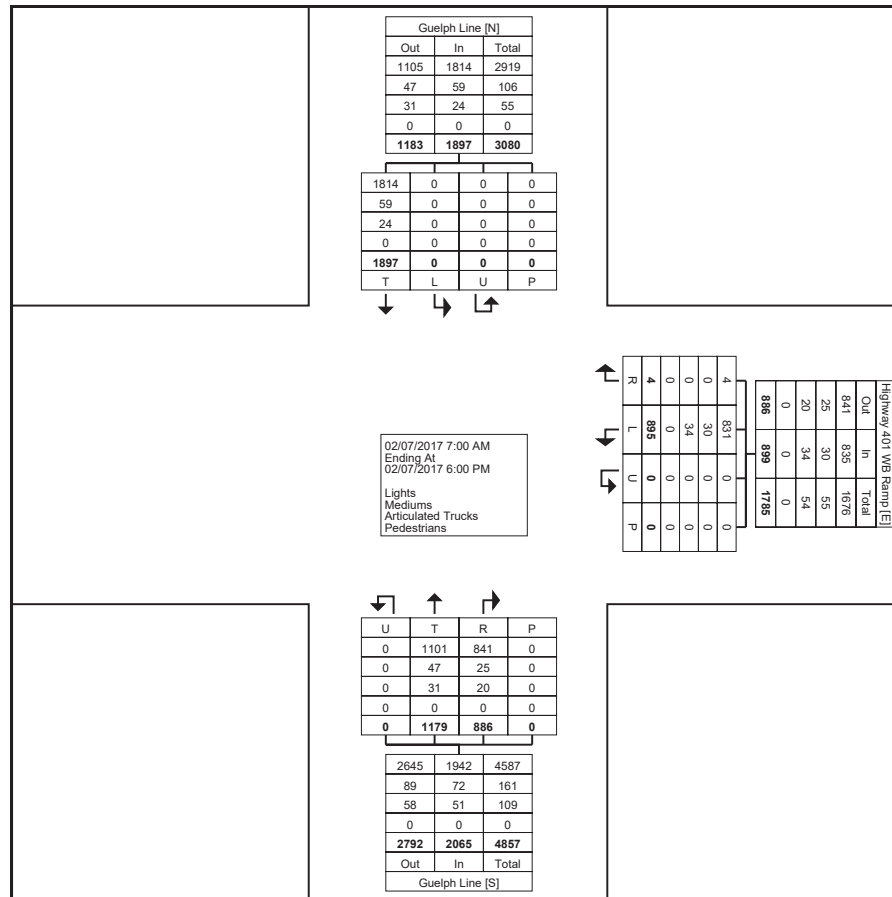 Guelph Line [N]
Out In Total
1105 1814 2919
47 59 106
31 24 55
0 0 0
1183 1897 3080
1814 0 0 0
59 0 0 0
24 0 0 0
0 0 0 0
1897 0 0 0
T L U P
Highway 401 WB Ramp [E]
Out In Total
841 835 1676
25 30 55
20 34 54
0 0 0
886 899 1785
4 831 0 0
0 30 0 0
0 34 0 0
0 0 0 0
4 895 0 0
R L U P
02/07/2017 7:00 AM
Ending At
02/07/2017 6:00 PM
Lights
Mediums
Articulated Trucks
Pedestrians
U T R P
0 1101 841 0
0 47 25 0
0 31 20 0
0 0 0 0
0 1179 886 0
2645 1942 4587
89 72 161
58 51 109
0 0 0
2792 2065 4857
Out In Total
Guelph Line [S]